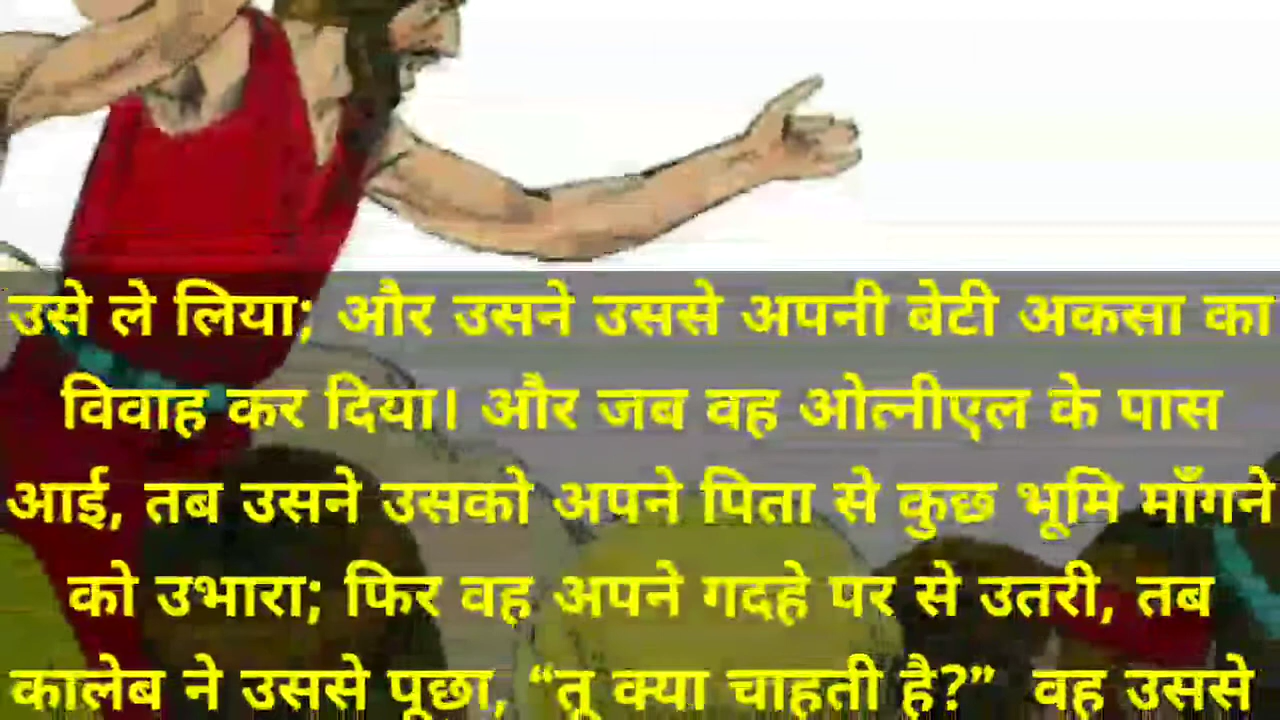 उसे ले लिया; और उसने उससे अपनी बेटी अकसा का
विवाह कर दिया। और जब वह ओत्नीएल के पास
आई, तब उसने उसको अपने पिता से कुछ भूमि माँगने
को उभारा; फिर वह अपने गदहे पर से उतरी, तब
कालेब ने उससे पूछा, “तू क्या चाहती है?” वह उससे